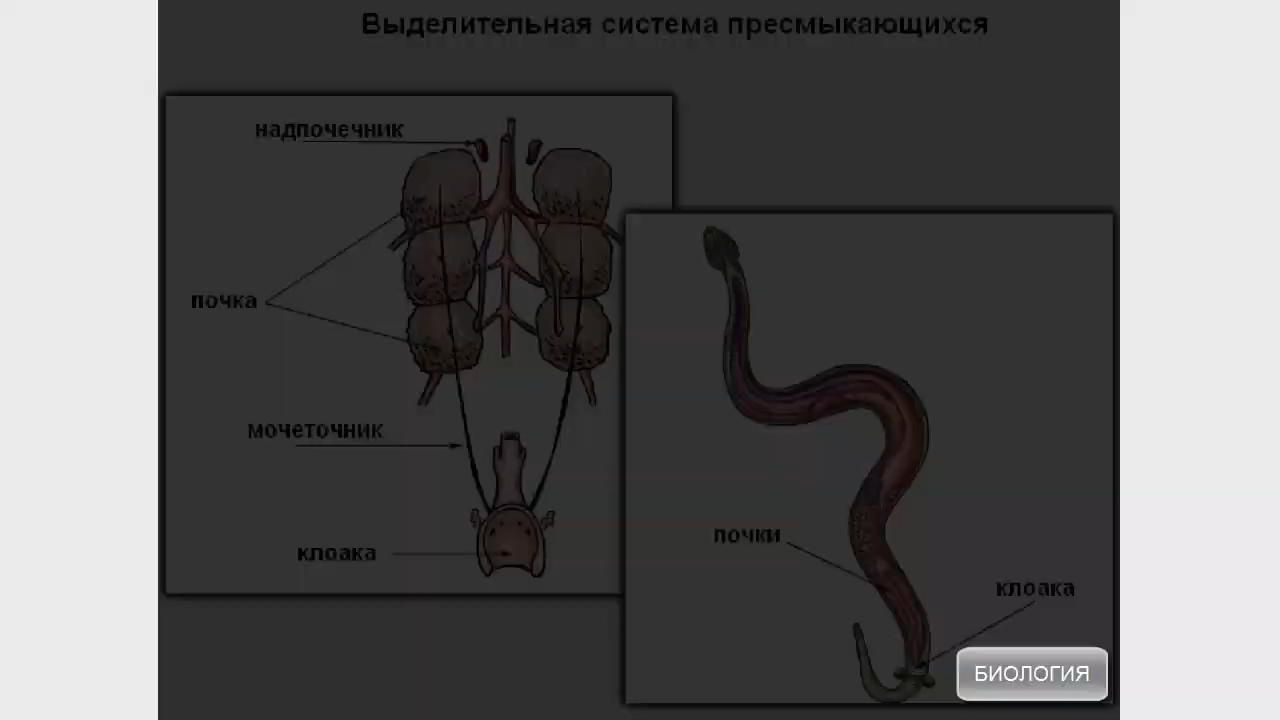 Выделительная система пресмыкающихся
надпочечник
почка
мочеточник
клоака
почки
клоака
БИОЛОГИЯ